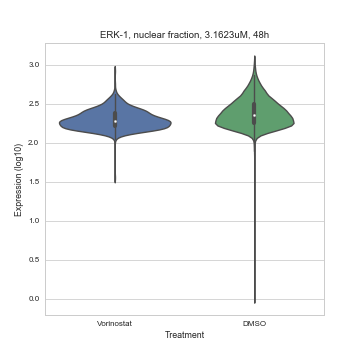 ERK-1, nuclear fraction, 3.1623uM, 48h
3.0
2.5
2.0
1.5
1.0
0.5
0.0
Expression (log10)
Vorinostat DMSO
Treatment